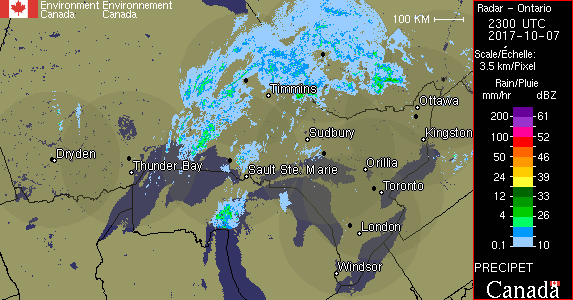 Environment Environnement
Canada Canada
100 KM
Timmins
Ottawa
Sudbury
Kingston
Dryden
Thunder Bay
Sault Ste. Marie
Orillia
Toronto
London
Windsor
Radar - Ontario
2300 UTC
2017-10-07
Scale/Échelle:
3.5 km/Pixel
Rain/Pluie
mm/hr dBZ
200 61
100 52
50 46
24 39
12 33
4 26
0.1 10
PRECIPET
Canada